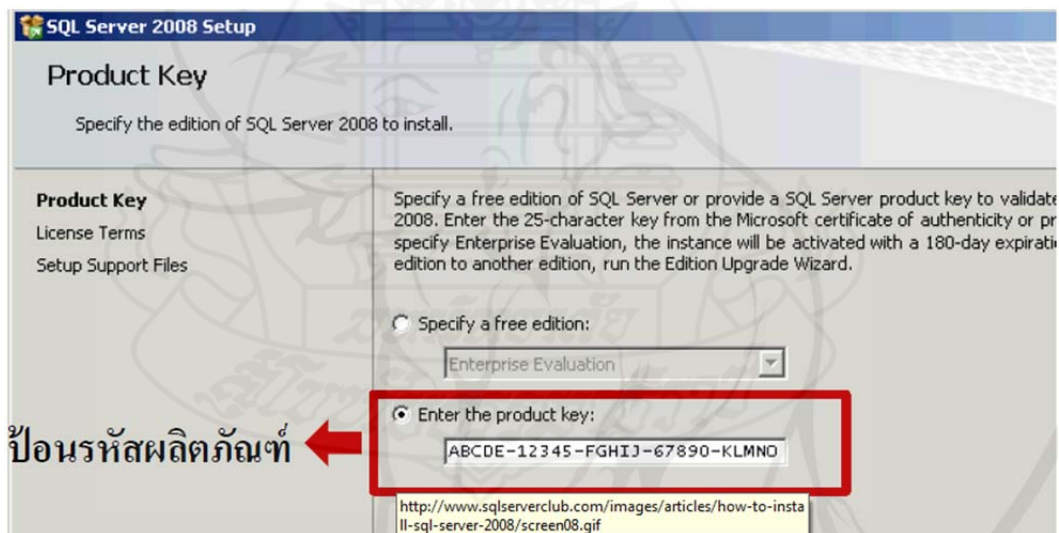 SQL Server 2008 Setup
Product Key
Specify the edition of SQL Server 2008 to install.
Product Key
License Terms
Setup Support Files
Specify a free edition of SQL Server or provide a SQL Server product key to validate
2008. Enter the 25-character key from the Microsoft certificate of authenticity or pr
specify Enterprise Evaluation, the instance will be activated with a 180-day expirati
edition to another edition, run the Edition Upgrade Wizard.
Specify a free edition:
Enterprise Evaluation
Enter the product key:
ABCDE-12345-FGHIJ-67890-KLMNO
ป้อนรหัสผลิตภัณฑ์
http://www.sqlserverclub.com/images/articles/how-to-insta
ll-sql-server-2008/screen08.gif